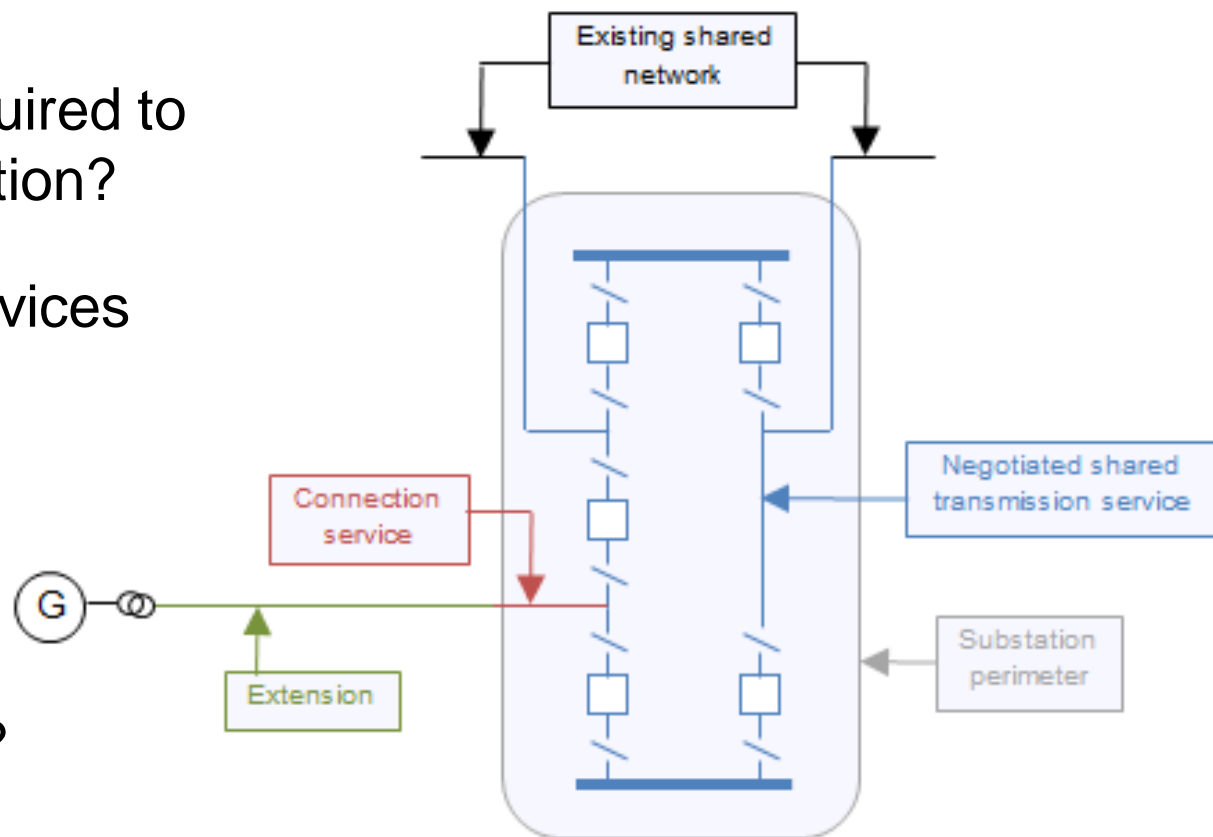 Existing shared
network
uired to
tion?
vices
Connection
service
Negotiated shared
transmission service
G
Extension
Substation
perimeter
?